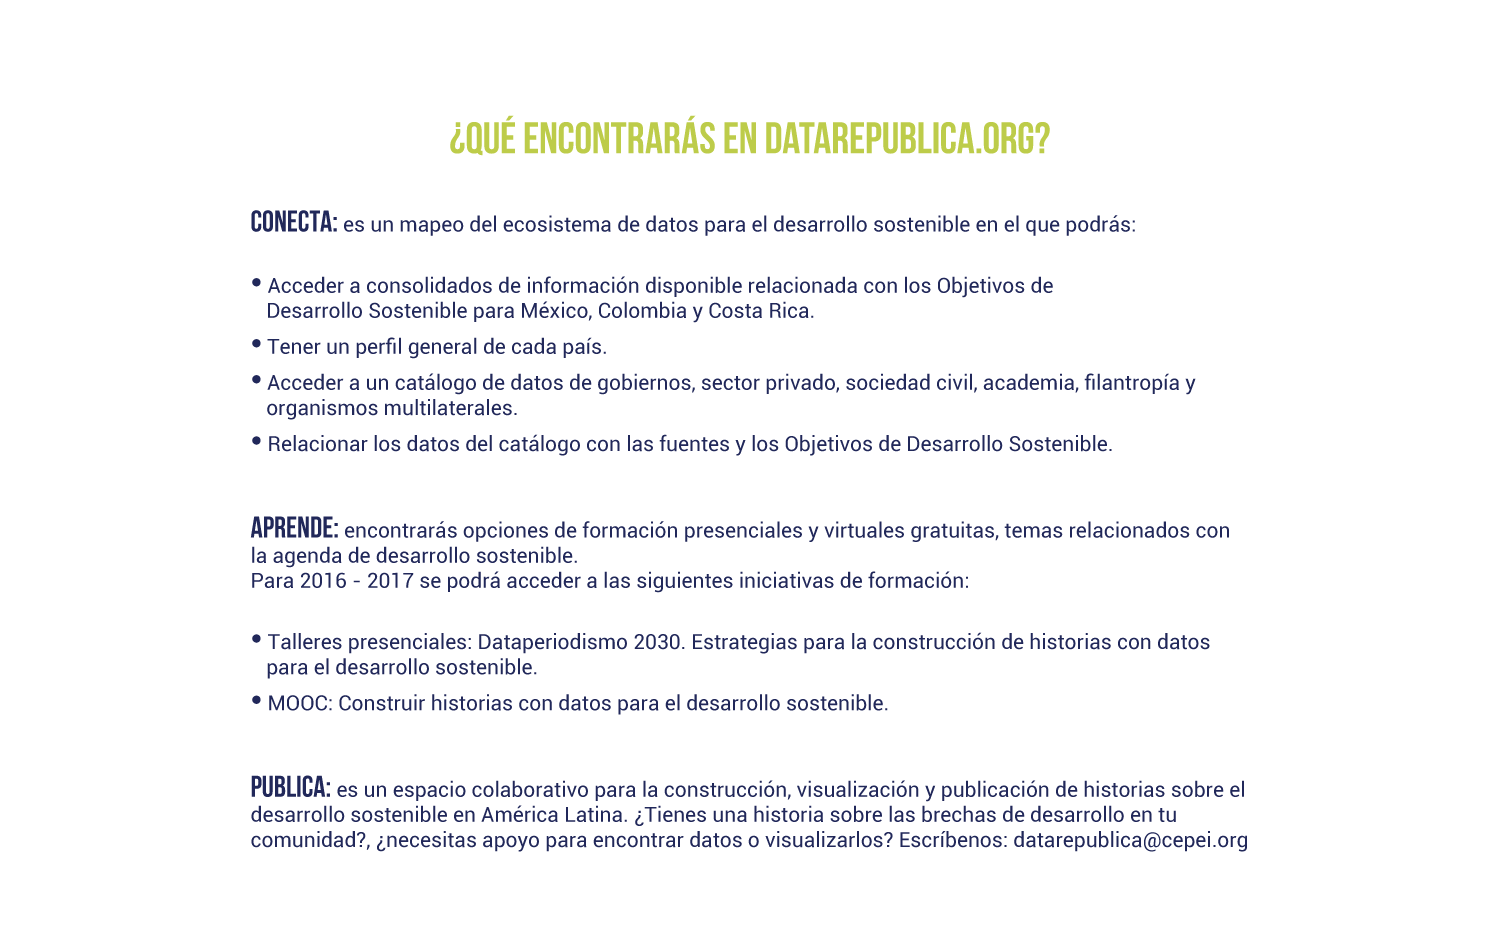 ¿QUÉ ENCONTRARÁS EN DATAREPUBLICA.ORG?
CONECTA: es un mapeo del ecosistema de datos para el desarrollo sostenible en el que podrás:
• Acceder a consolidados de información disponible relacionada con los Objetivos de
Desarrollo Sostenible para México, Colombia y Costa Rica.
• Tener un perfil general de cada país.
• Acceder a un catálogo de datos de gobiernos, sector privado, sociedad civil, academia, filantropía y
organismos multilaterales.
• Relacionar los datos del catálogo con las fuentes y los Objetivos de Desarrollo Sostenible.
APRENDE: encontrarás opciones de formación presenciales y virtuales gratuitas, temas relacionados con
la agenda de desarrollo sostenible.
Para 2016 - 2017 se podrá acceder a las siguientes iniciativas de formación:
• Talleres presenciales: Dataperiodismo 2030. Estrategias para la construcción de historias con datos
para el desarrollo sostenible.
• MOOC: Construir historias con datos para el desarrollo sostenible.
PUBLICA: es un espacio colaborativo para la construcción, visualización y publicación de historias sobre el
desarrollo sostenible en América Latina. ¿Tienes una historia sobre las brechas de desarrollo en tu
comunidad?, ¿necesitas apoyo para encontrar datos o visualizarlos? Escríbenos: datarepublica@cepei.org